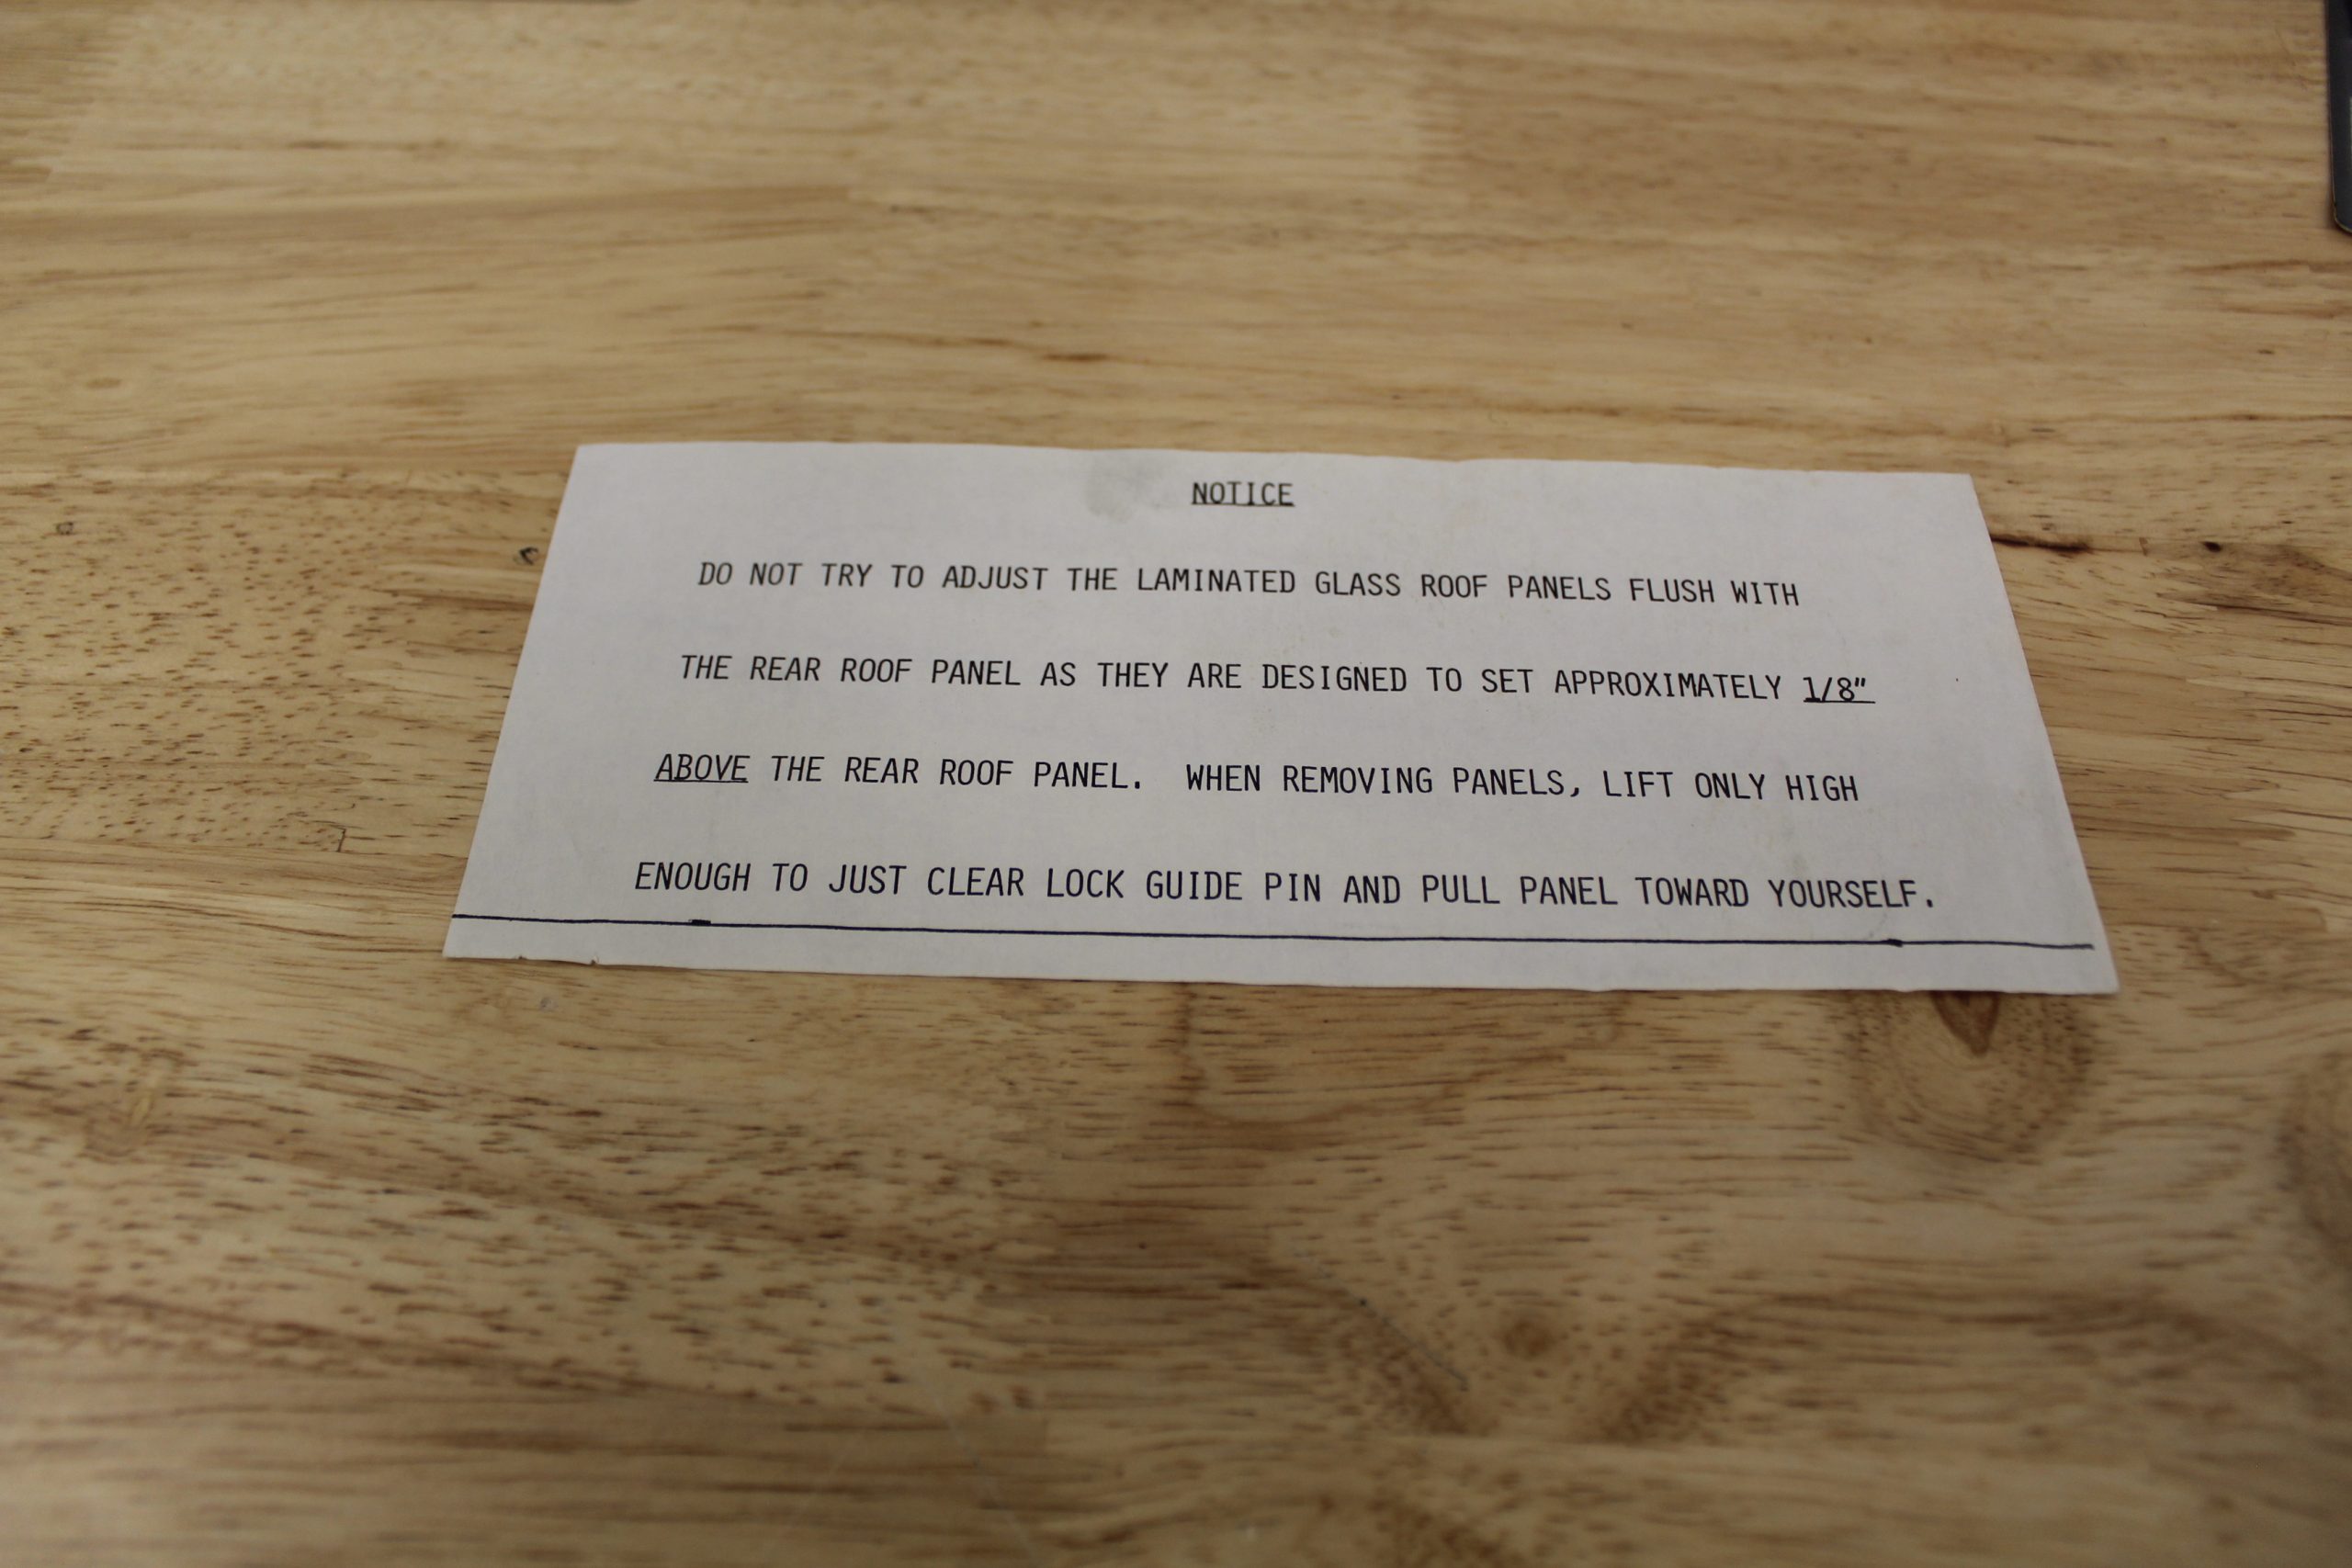 NOTICE
DO NOT TRY TO ADJUST THE LAMINATED GLASS ROOF PANELS FLUSH WITH
THE REAR ROOF PANEL AS THEY ARE DESIGNED TO SET APPROXIMATELY 1/8"
ABOVE THE REAR ROOF PANEL.  WHEN REMOVING PANELS, LIFT ONLY HIGH
ENOUGH TO JUST CLEAR LOCK GUIDE PIN AND PULL PANEL TOWARD YOURSELF.